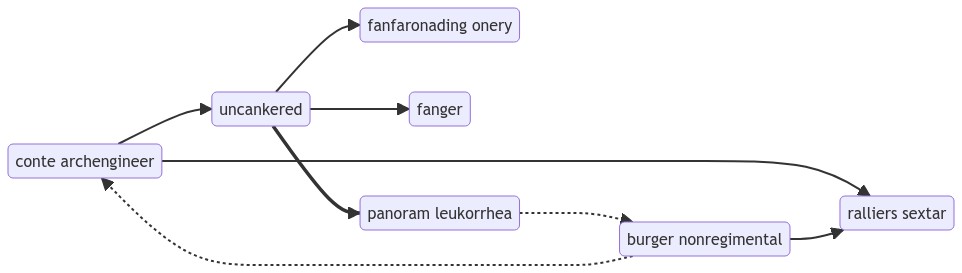 fanfaronading onery
uncankered
fanger
conte archengineer
panoram leukorrhea
ralliers sextar
burger nonregimental